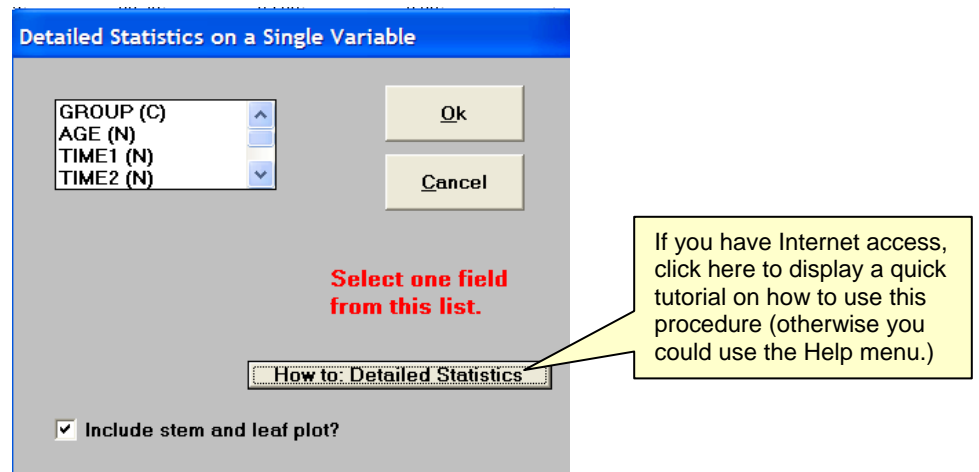 Detailed Statistics on a Single Variable
GROUP (C)
AGE (N)
TIME1 (N)
TIME2 (N)
Ok
Cancel
Select one field
from this list.
How to: Detailed Statistics
Include stem and leaf plot?
If you have Internet access,
click here to display a quick
tutorial on how to use this
procedure (otherwise you
could use the Help menu.)